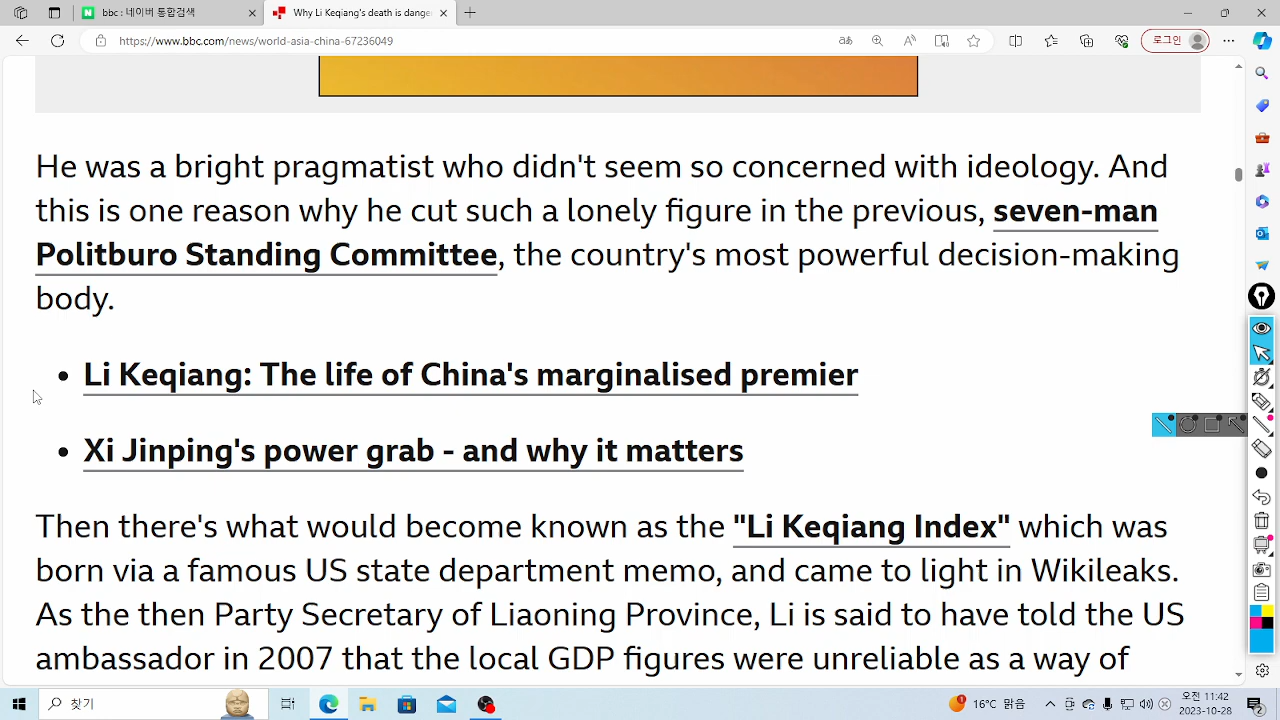 bbc : 네이버 통합검색
Why Li Keqiang's death is dange
https://www.bbc.com/news/world-asia-china-67236049
로그인
He was a bright pragmatist who didn't seem so concerned with ideology. And
this is one reason why he cut such a lonely figure in the previous, seven-man
Politburo Standing Committee, the country's most powerful decision-making
body.
• Li Keqiang: The life of China's marginalised premier
• Xi Jinping's power grab - and why it matters
Then there's what would become known as the "Li Keqiang Index" which was
born via a famous US state department memo, and came to light in Wikileaks.
As the then Party Secretary of Liaoning Province, Li is said to have told the US
ambassador in 2007 that the local GDP figures were unreliable as a way of
찾기
1
16°C 맑음
오전 11:42
2023-10-28
2